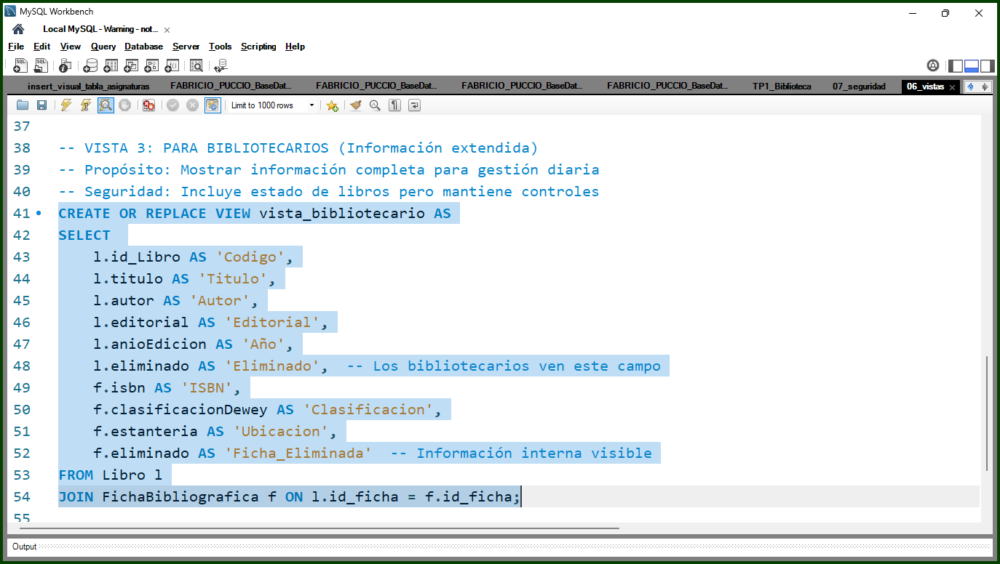 MySQL Workbench
Local MySQL - Warning - not...
File Edit View Query Database Server Tools Scripting Help
insert_visual_tabla_asignaturas FABRICIO_PUCCIO_BaseDat... FABRICIO_PUCCIO_BaseDat... FABRICIO_PUCCIO_BaseDat... FABRICIO_PUCCIO_BaseDat... TP1_Biblioteca 07_seguridad 06_vistas
Limit to 1000 rows
37
38 -- VISTA 3: PARA BIBLIOTECARIOS (Información extendida)
39 -- Propósito: Mostrar información completa para gestión diaria
40 -- Seguridad: Incluye estado de libros pero mantiene controles
41 CREATE OR REPLACE VIEW vista_bibliotecario AS
42 SELECT
43 l.id_Libro AS 'Codigo',
44 l.titulo AS 'Titulo',
45 l.autor AS 'Autor',
46 l.editorial AS 'Editorial',
47 l.anioEdicion AS 'Año',
48 l.eliminado AS 'Eliminado', -- Los bibliotecarios ven este campo
49 f.isbn AS 'ISBN',
50 f.clasificacionDewey AS 'Clasificacion',
51 f.estanteria AS 'Ubicacion',
52 f.eliminado AS 'Ficha_Eliminada' -- Información interna visible
53 FROM Libro l
54 JOIN FichaBibliografica f ON l.id_ficha = f.id_ficha;
55
Output